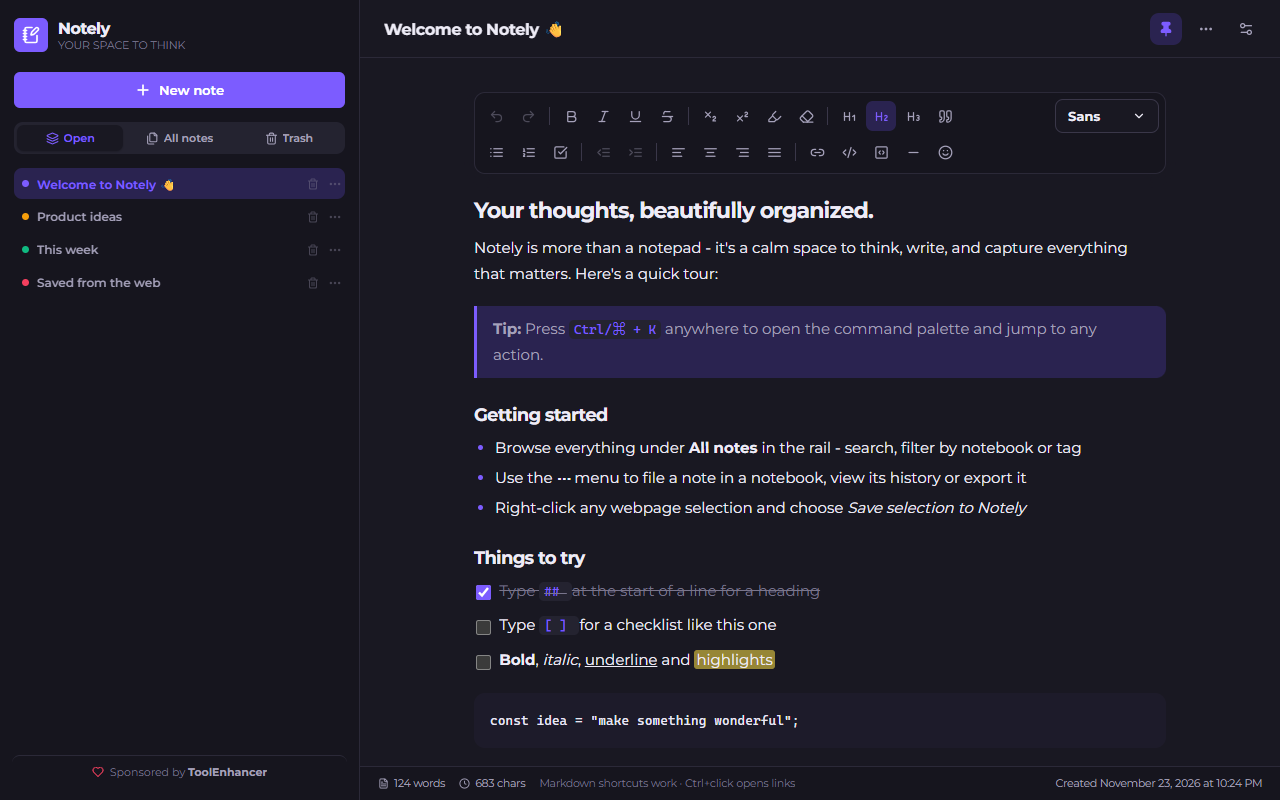 Notely
YOUR SPACE TO THINK
New note
Open
All notes
Trash
Welcome to Notely 👋
Product ideas
This week
Saved from the web
Sponsored by ToolEnhancer
Welcome to Notely 👋
H1
H2
H3
Sans
Your thoughts, beautifully organized.
Notely is more than a notepad - it's a calm space to think, write, and capture everything
that matters. Here's a quick tour:
Tip: Press Ctrl/⌘ + K anywhere to open the command palette and jump to any
action.
Getting started
• Browse everything under All notes in the rail - search, filter by notebook or tag
• Use the ··· menu to file a note in a notebook, view its history or export it
• Right-click any webpage selection and choose Save selection to Notely
Things to try
Type ## at the start of a line for a heading
Type [ ] for a checklist like this one
Bold, italic, underline and highlights
const idea = "make something wonderful";
124 words
683 chars
Markdown shortcuts work · Ctrl+click opens links
Created November 23, 2026 at 10:24 PM